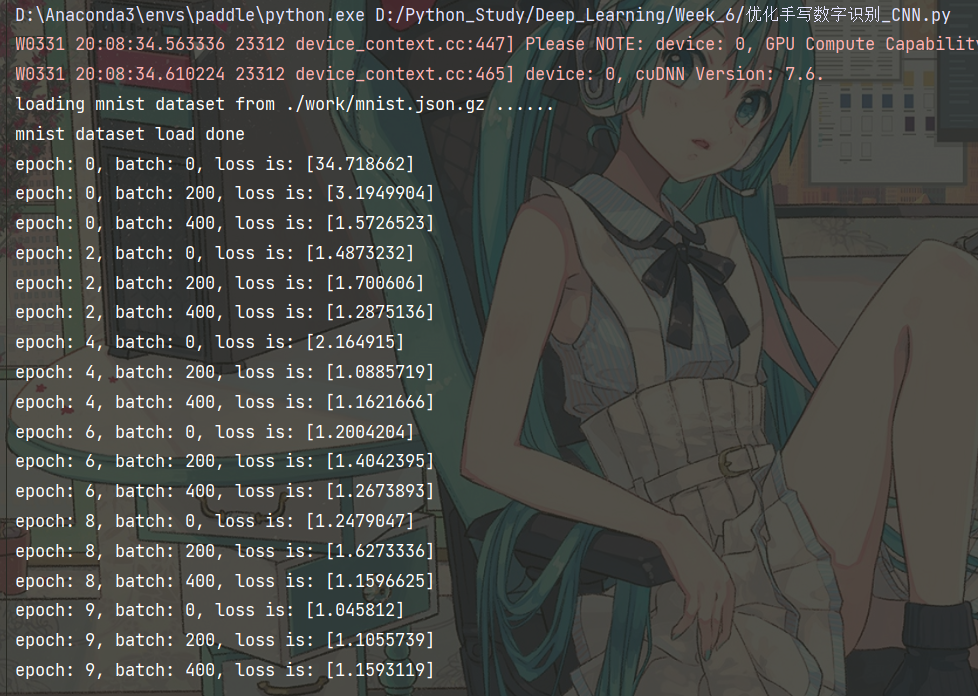 D:\Anaconda3\envs\paddle\python.exe D:/Python_Study/Deep_Learning/Week_6/优化手写数字识别_CNN.py
W0331 20:08:34.563336 23312 device_context.cc:447] Please NOTE: device: 0, GPU Compute Capability
W0331 20:08:34.610224 23312 device_context.cc:465] device: 0, cuDNN Version: 7.6.
loading mnist dataset from ./work/mnist.json.gz ......
mnist dataset load done
epoch: 0, batch: 0, loss is: [34.718662]
epoch: 0, batch: 200, loss is: [3.1949904]
epoch: 0, batch: 400, loss is: [1.5726523]
epoch: 2, batch: 0, loss is: [1.4873232]
epoch: 2, batch: 200, loss is: [1.700606]
epoch: 2, batch: 400, loss is: [1.2875136]
epoch: 4, batch: 0, loss is: [2.164915]
epoch: 4, batch: 200, loss is: [1.0885719]
epoch: 4, batch: 400, loss is: [1.1621666]
epoch: 6, batch: 0, loss is: [1.2004204]
epoch: 6, batch: 200, loss is: [1.4042395]
epoch: 6, batch: 400, loss is: [1.2673893]
epoch: 8, batch: 0, loss is: [1.2479047]
epoch: 8, batch: 200, loss is: [1.6273336]
epoch: 8, batch: 400, loss is: [1.1596625]
epoch: 9, batch: 0, loss is: [1.045812]
epoch: 9, batch: 200, loss is: [1.1055739]
epoch: 9, batch: 400, loss is: [1.1593119]